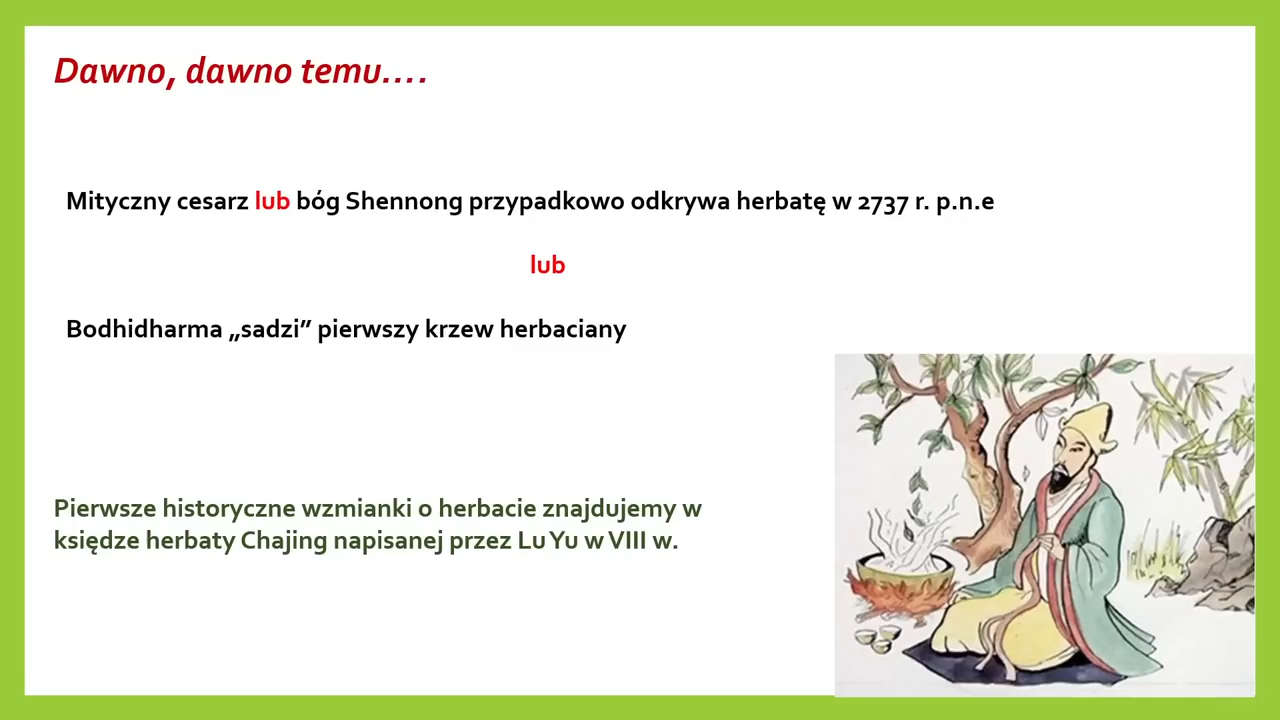 Dawno, dawno temu....
Mityczny cesarz lub bóg Shennong przypadkowo odkrywa herbatę w 2737 r. p.n.e
lub
Bodhidharma „sadzi” pierwszy krzew herbaciany
Pierwsze historyczne wzmianki o herbacie znajdujemy w
księdze herbaty Chajing napisanej przez Lu Yu w VIII w.